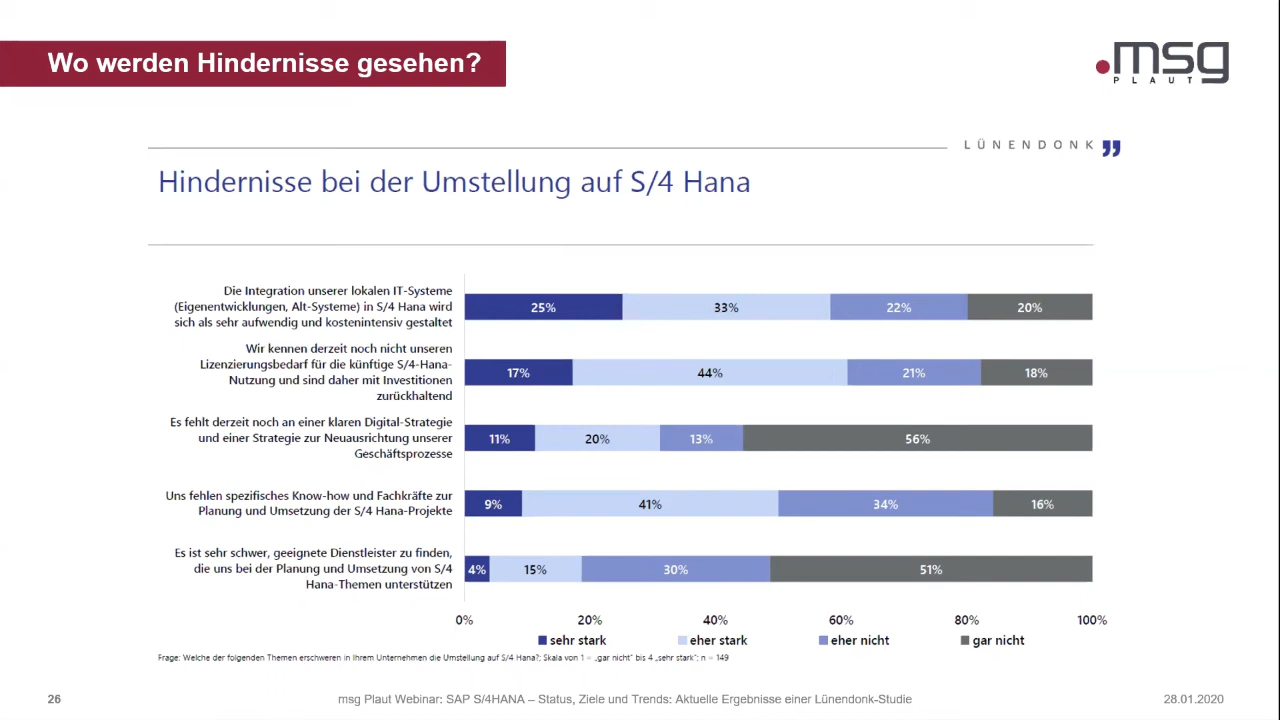 Wo werden Hindernisse gesehen?
.msg
PLAUT
LÜNENDONK
Hindernisse bei der Umstellung auf S/4 Hana
Die Integration unserer lokalen IT-Systeme
(Eigenentwicklungen, Alt-Systeme) in S/4 Hana wird
sich als sehr aufwendig und kostenintensiv gestaltet
25% 33% 22% 20%
Wir kennen derzeit noch nicht unseren
Lizenzierungsbedarf für die künftige S/4-Hana-
Nutzung und sind daher mit Investitionen
zurückhaltend
17% 44% 21% 18%
Es fehlt derzeit noch an einer klaren Digital-Strategie
und einer Strategie zur Neuausrichtung unserer
Geschäftsprozesse
11% 20% 13% 56%
Uns fehlen spezifisches Know-how und Fachkräfte zur
Planung und Umsetzung der S/4 Hana-Projekte
9% 41% 34% 16%
Es ist sehr schwer, geeignete Dienstleister zu finden,
die uns bei der Planung und Umsetzung von S/4
Hana-Themen unterstützen
4% 15% 30% 51%
0% 20% 40% 60% 80% 100%
sehr stark eher stark eher nicht gar nicht
Frage: Welche der folgenden Themen erschweren in Ihrem Unternehmen die Umstellung auf S/4 Hana?; Skala von 1 = „gar nicht" bis 4 „sehr stark"; n = 149
26 msg Plaut Webinar: SAP S/4HANA – Status, Ziele und Trends: Aktuelle Ergebnisse einer Lünendonk-Studie 28.01.2020